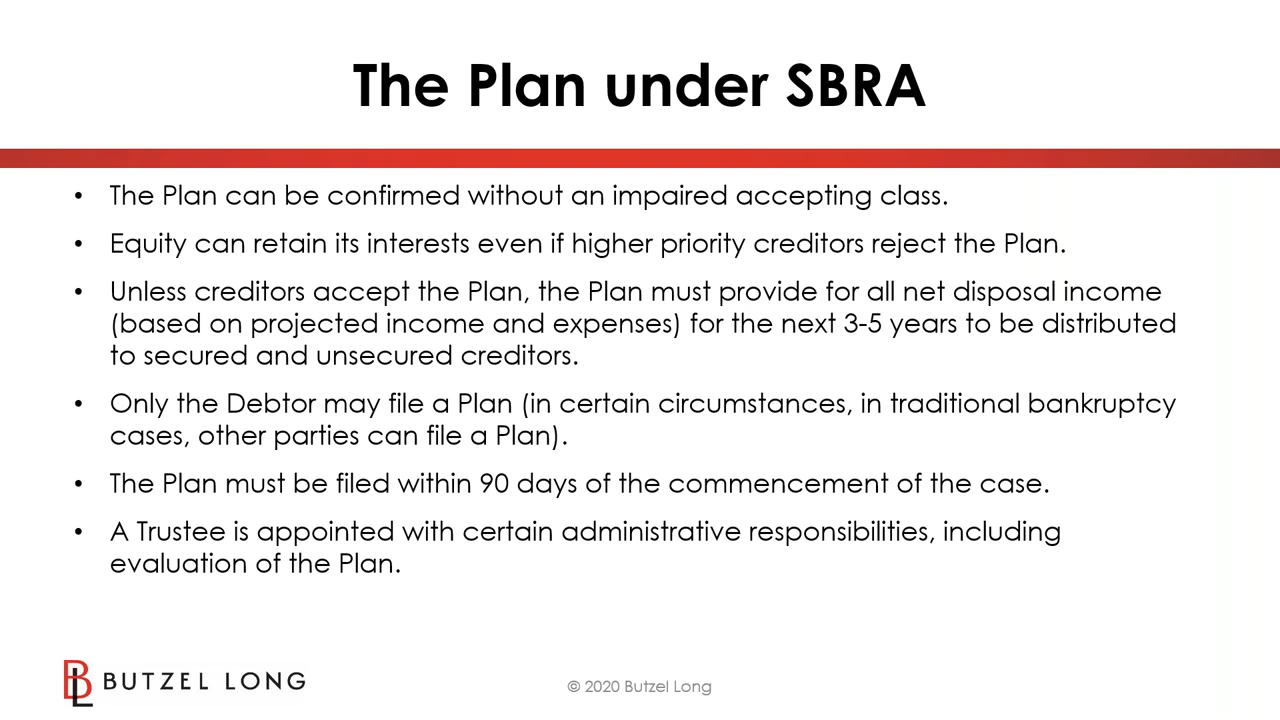 The Plan under SBRA
• The Plan can be confirmed without an impaired accepting class.
• Equity can retain its interests even if higher priority creditors reject the Plan.
• Unless creditors accept the Plan, the Plan must provide for all net disposal income
(based on projected income and expenses) for the next 3-5 years to be distributed
to secured and unsecured creditors.
• Only the Debtor may file a Plan (in certain circumstances, in traditional bankruptcy
cases, other parties can file a Plan).
• The Plan must be filed within 90 days of the commencement of the case.
• A Trustee is appointed with certain administrative responsibilities, including
evaluation of the Plan.
BL BUTZEL LONG
© 2020 Butzel Long